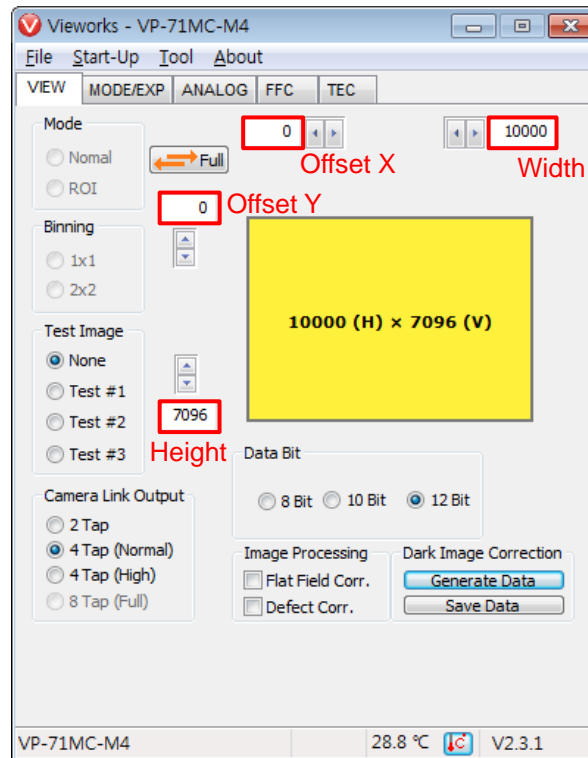 Vieworks - VP-71MC-M4
File Start-Up Tool About
VIEW MODE/EXP ANALOG FFC TEC
Mode
Nomal
ROI
Full
0
Offset X
10000
Width
0
Offset Y
Binning
1x1
2x2
10000 (H) × 7096 (V)
Test Image
None
Test #1
Test #2
Test #3
7096
Height
Data Bit
8 Bit 10 Bit 12 Bit
Camera Link Output
2 Tap
4 Tap (Normal)
4 Tap (High)
8 Tap (Full)
Image Processing
Flat Field Corr.
Defect Corr.
Dark Image Correction
Generate Data
Save Data
VP-71MC-M4 28.8 ℃ C V2.3.1